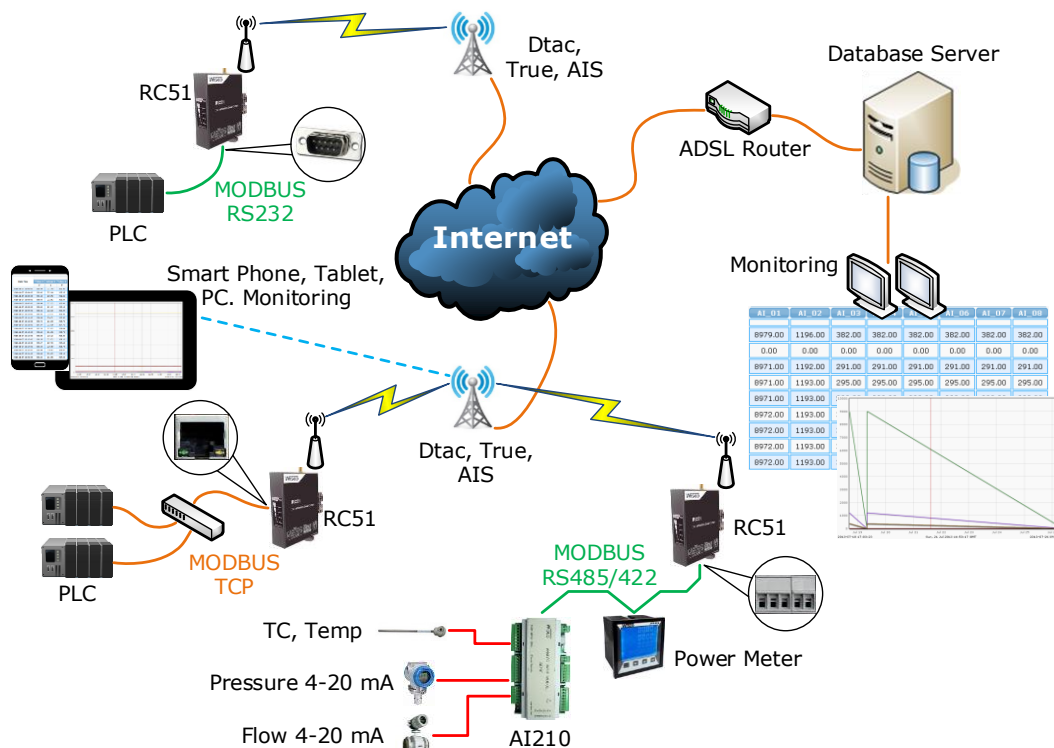 Dtac,
True, AIS
Database Server
RC51
ADSL Router
MODBUS
RS232
PLC
Internet
Monitoring
Smart Phone, Tablet,
PC. Monitoring
AI_01 AI_02 AI_03 AI_06 AI_07 AI_08
8979.00 1196.00 382.00 382.00 382.00 382.00 382.00 382.00
0.00 0.00 0.00 0.00 0.00 0.00 0.00 0.00
8971.00 1192.00 291.00 291.00 291.00 291.00 291.00 291.00
8971.00 1193.00 295.00 295.00 295.00 295.00 295.00 295.00
8971.00 1193.00
8972.00 1193.00
8972.00 1193.00
8972.00 1193.00
8972.00 1193.00
Dtac, True,
AIS
RC51
RC51
MODBUS
TCP
PLC
MODBUS
RS485/422
TC, Temp
Power Meter
Pressure 4-20 mA
Flow 4-20 mA
AI210